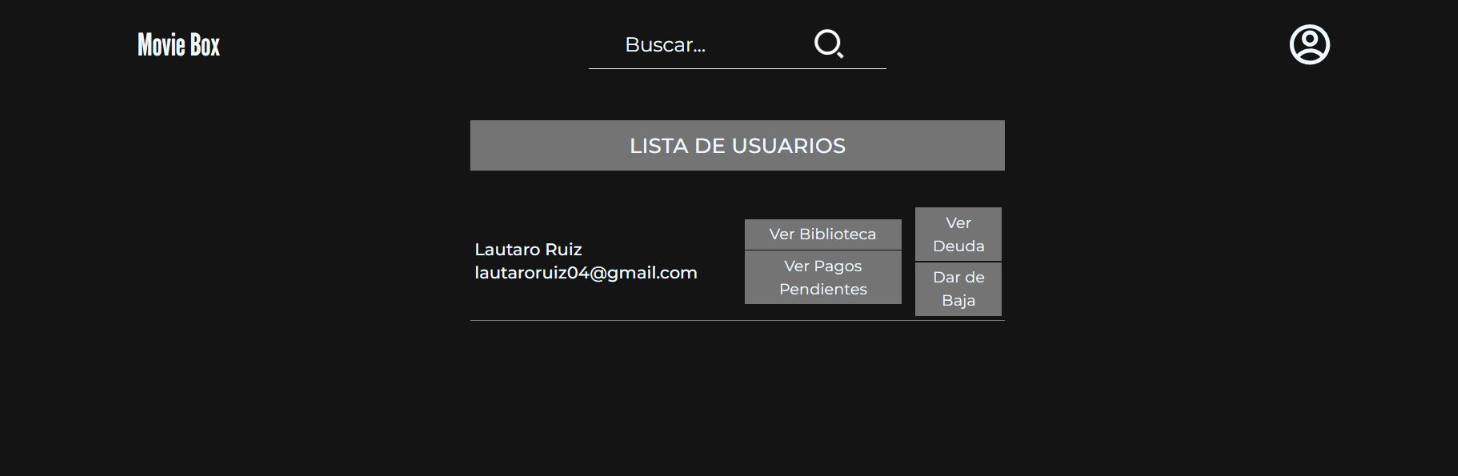 Movie Box
Buscar...
LISTA DE USUARIOS
Lautaro Ruiz
lautaroruiz04@gmail.com
Ver Biblioteca
Ver Pagos
Pendientes
Ver
Deuda
Dar de
Baja